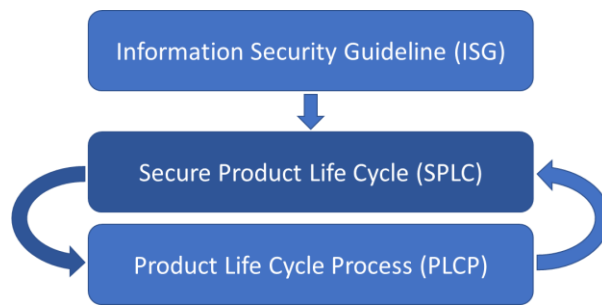 Information Security Guideline (ISG)
Secure Product Life Cycle (SPLC)
Product Life Cycle Process (PLCP)